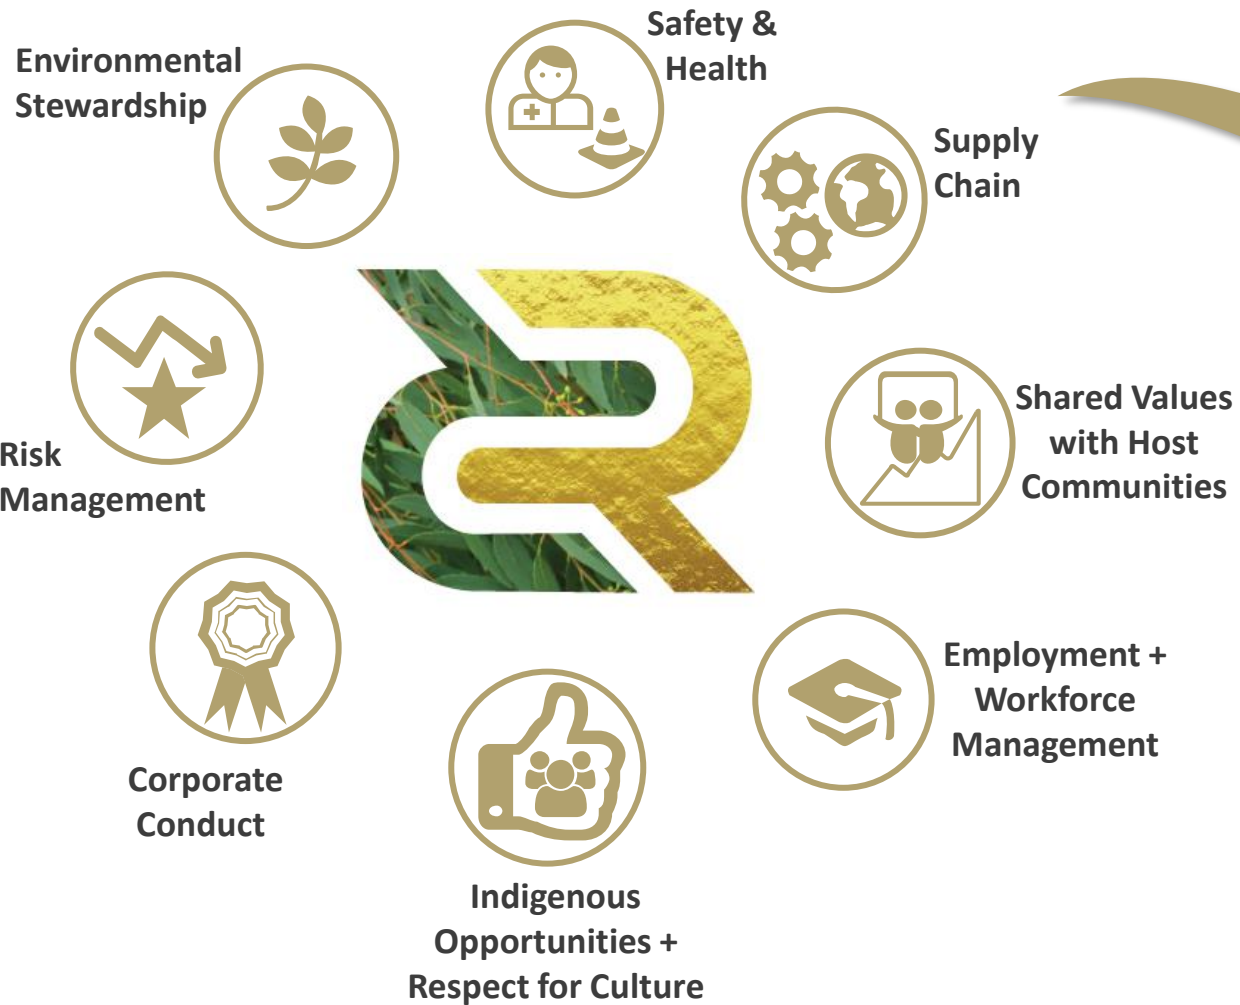 Safety &
Health
Environmental
Stewardship
Supply
Chain
Shared Values
with Host
Communities
Risk
Management
Employment +
Workforce
Management
Corporate
Conduct
Indigenous
Opportunities +
Respect for Culture